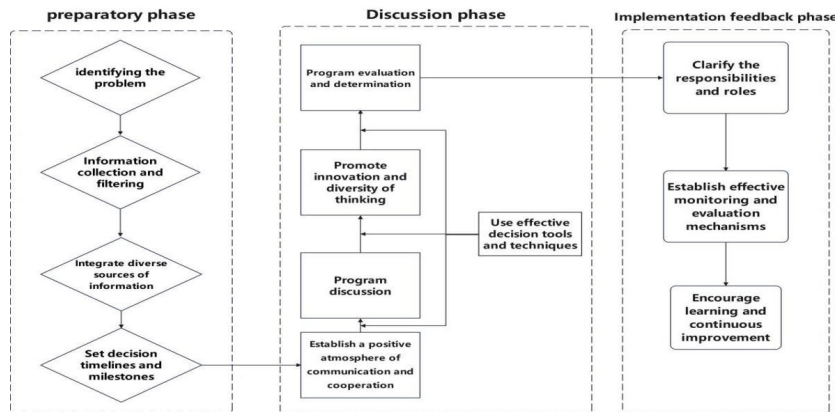 preparatory phase
identifying the
problem
Information
collection and
filtering
Integrate diverse
sources of
information
Set decision
timelines and
milestones
Discussion phase
Program evaluation
and determination
Promote
innovation and
diversity of
thinking
Use effective
decision tools
and techniques
Program
discussion
Establish a positive
atmosphere of
communication and
cooperation
Implementation feedback phase
Clarify the
responsibilities
and roles
Establish effective
monitoring and
evaluation
mechanisms
Encourage
learning and
continuous
improvement